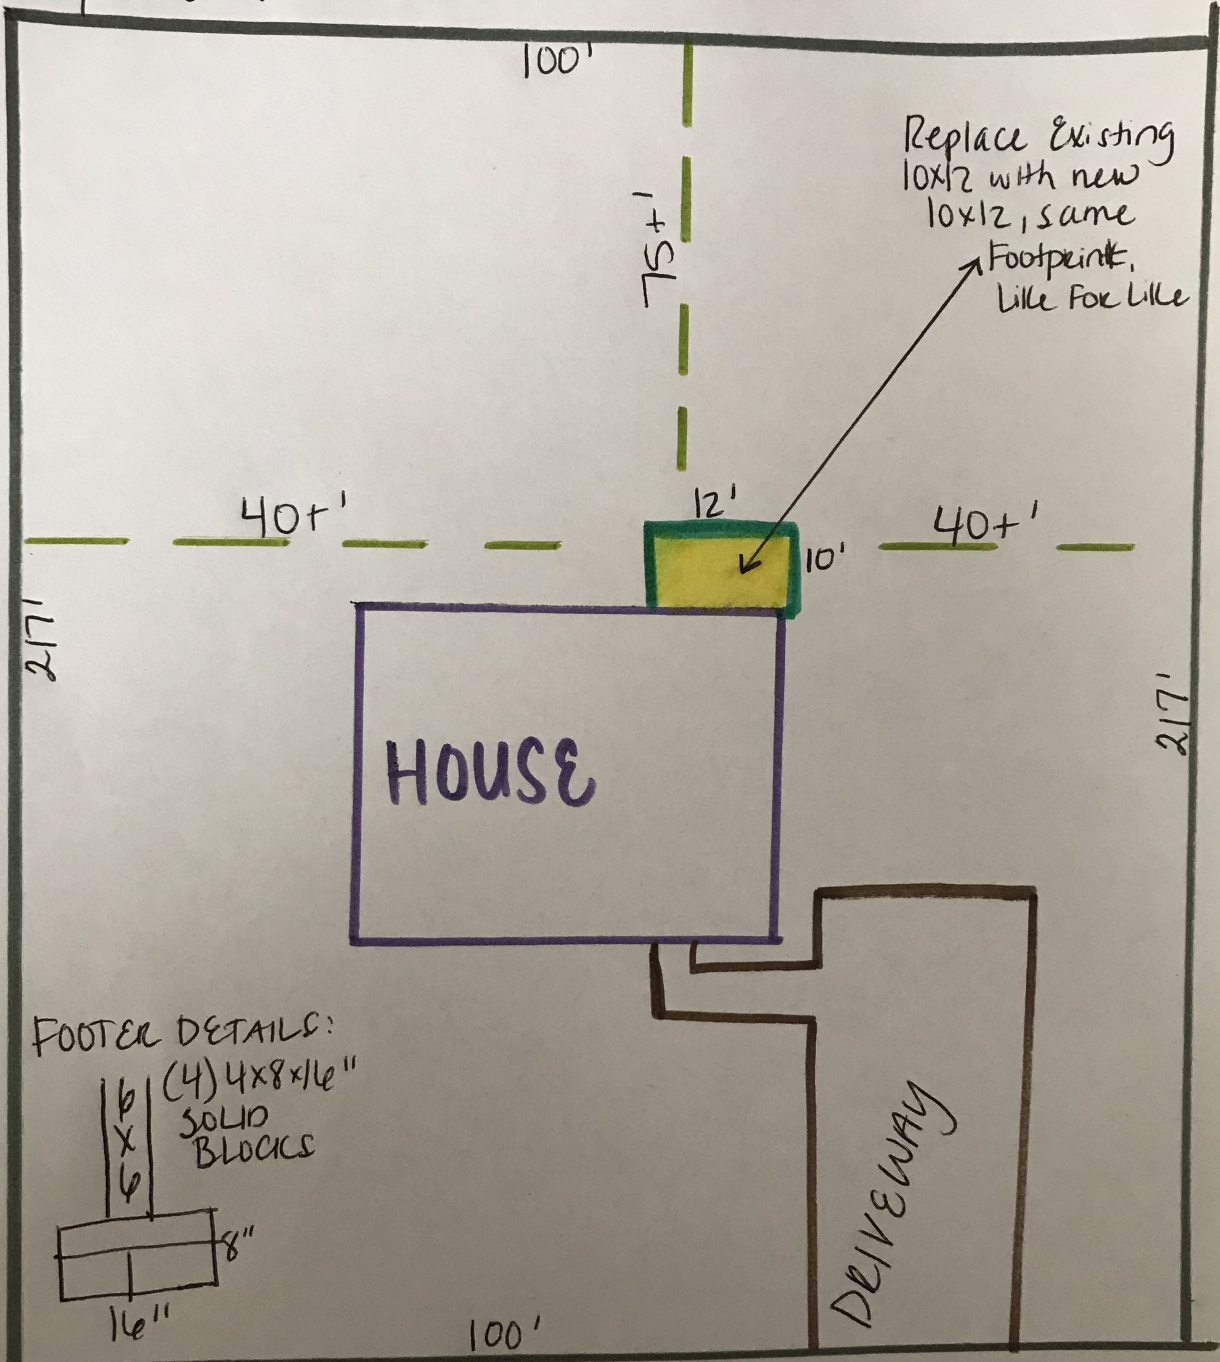 100'
Replace Existing
10x12 with new
10x12, same
Footprint,
Like For Like
75+'
12'
40+'
40+'
10'
217'
217'
HOUSE
FOOTER DETAILS:
(4) 4x8x16"
SOLID
BLOCKS
6
X
6
8"
16"
DRIVEWAY
100'